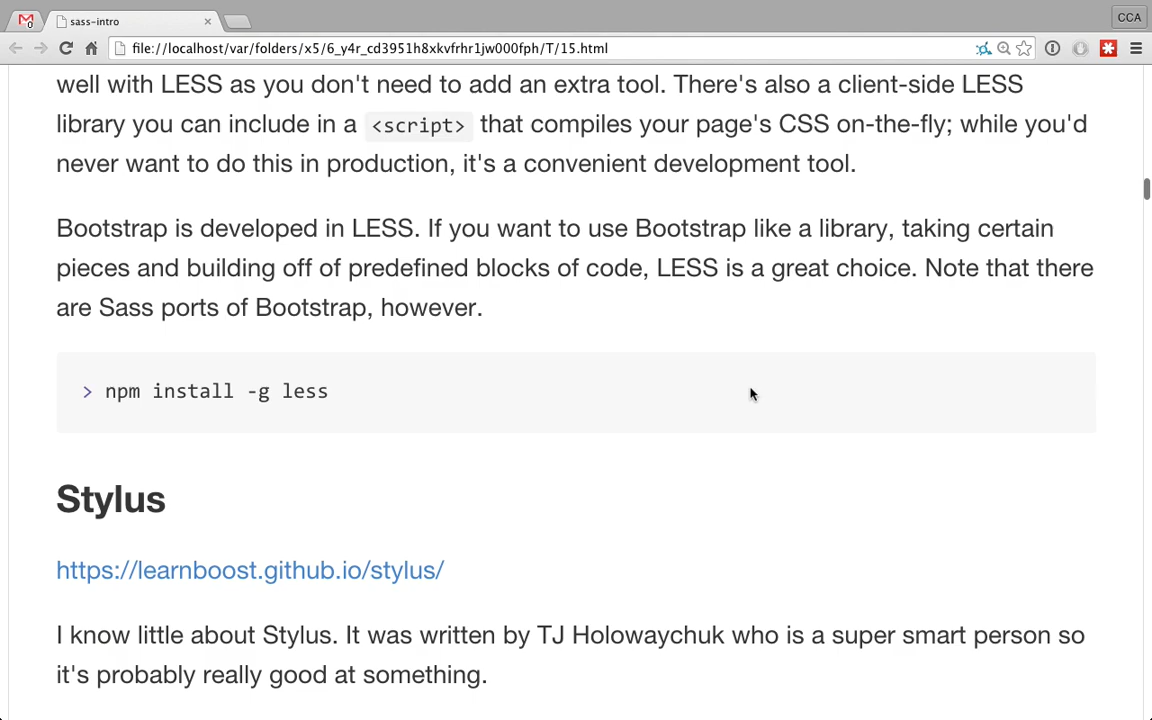 0
sass-intro
CCA
file://localhost/var/folders/x5/6_y4r_cd3951h8xkvfrhr1jw000fph/T/15.html
well with LESS as you don't need to add an extra tool. There's also a client-side LESS
library you can include in a <script> that compiles your page's CSS on-the-fly; while you'd
never want to do this in production, it's a convenient development tool.
Bootstrap is developed in LESS. If you want to use Bootstrap like a library, taking certain
pieces and building off of predefined blocks of code, LESS is a great choice. Note that there
are Sass ports of Bootstrap, however.
> npm install -g less
Stylus
https://learnboost.github.io/stylus/
I know little about Stylus. It was written by TJ Holowaychuk who is a super smart person so
it's probably really good at something.